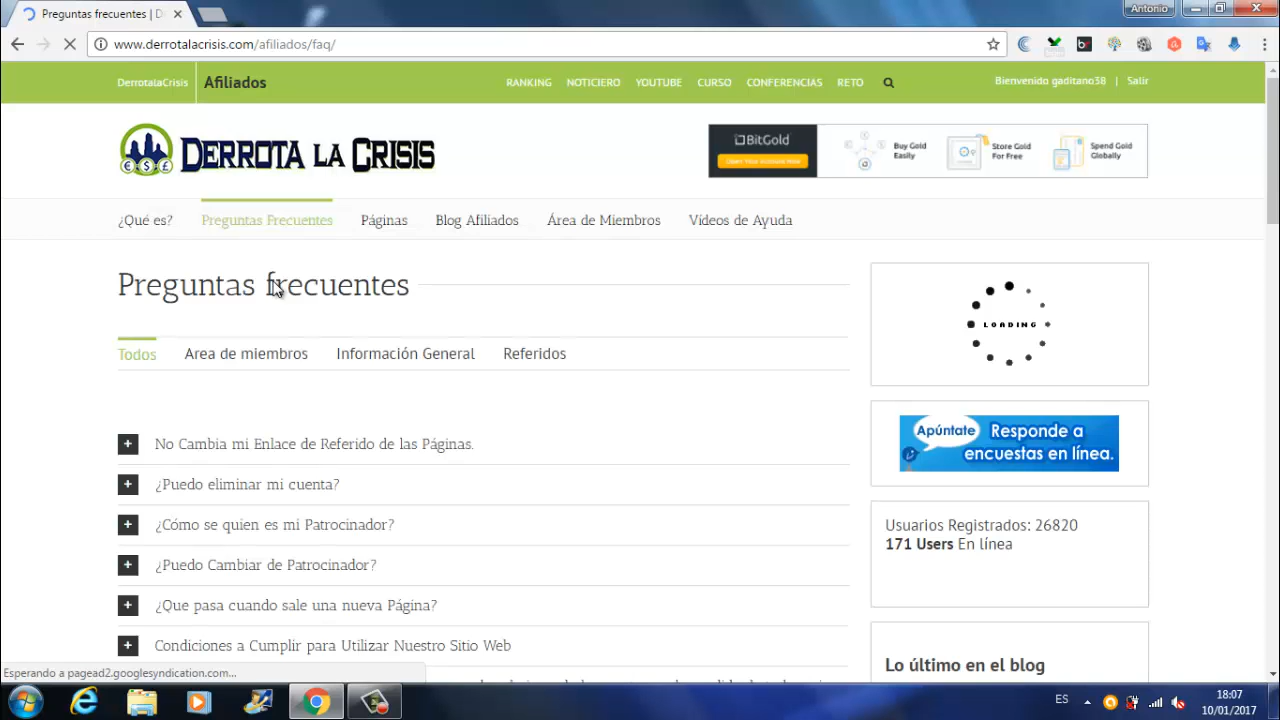 Preguntas frecuentes | D
Antonio
www.derrotalacrisis.com/afiliados/faq/
DerrotalaCrisis
Afiliados
RANKING
NOTICIERO
YOUTUBE
CURSO
CONFERENCIAS
RETO
Bienvenido gaditano38 | Salir
DERROTA LA CRISIS
BitGold
Open Your Account Now
Buy Gold
Easily
Store Gold
For Free
Spend Gold
Globally
¿Qué es?
Preguntas Frecuentes
Páginas
Blog Afiliados
Área de Miembros
Vídeos de Ayuda
Preguntas frecuentes
LOADING
Todos
Area de miembros
Información General
Referidos
Apúntate
Responde a
encuestas en línea.
No Cambia mi Enlace de Referido de las Páginas.
¿Puedo eliminar mi cuenta?
¿Cómo se quien es mi Patrocinador?
¿Puedo Cambiar de Patrocinador?
¿Que pasa cuando sale una nueva Página?
Condiciones a Cumplir para Utilizar Nuestro Sitio Web
Usuarios Registrados: 26820
171 Users En línea
Lo último en el blog
Esperando a pagead2.googlesyndication.com...
ES
18:07
10/01/2017